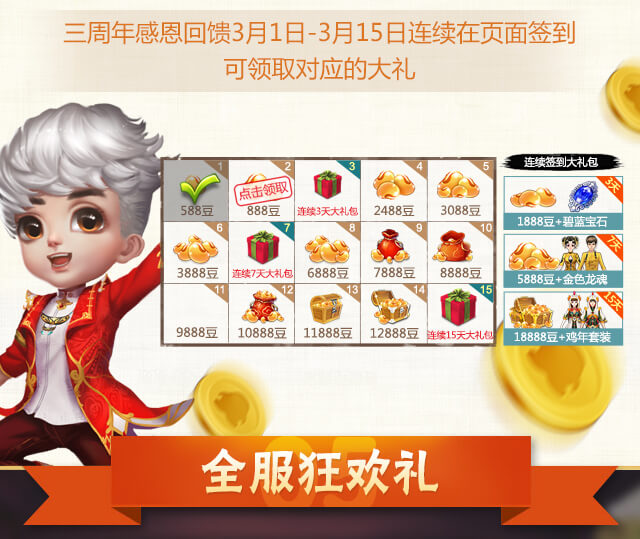 三周年感恩回馈3月1日-3月15日连续在页面签到
可领取对应的大礼
连续签到大礼包
1 2 3 4 5
点击领取
588豆 888豆 连续3天大礼包 2488豆 3088豆
6 7 8 9 10
3888豆 连续7天大礼包 6888豆 7888豆 8888豆
11 12 13 14 15
9888豆 10888豆 11888豆 12888豆 连续15天大礼包
3天
1888豆+碧蓝宝石
7天
5888豆+金色龙魂
15天
18888豆+鸡年套装
05
全服狂欢礼